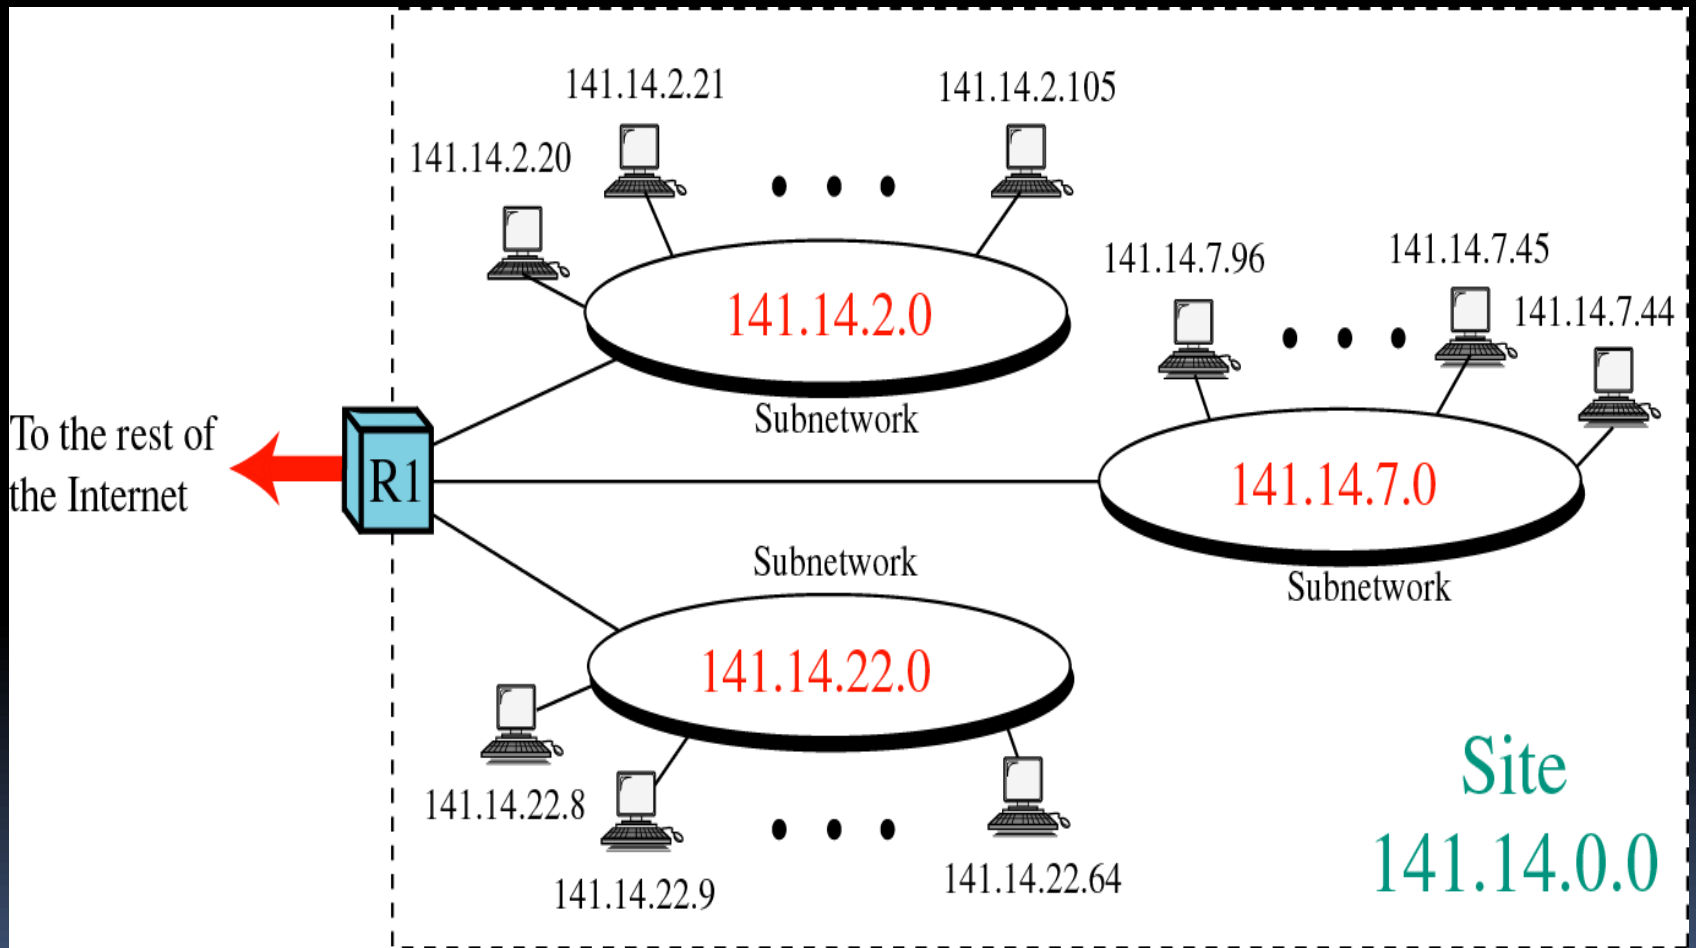 141.14.2.21
141.14.2.105
141.14.2.20
141.14.2.0
Subnetwork
141.14.7.96
141.14.7.45
141.14.7.44
141.14.7.0
Subnetwork
To the rest of
the Internet
R1
Subnetwork
141.14.22.0
141.14.22.8
141.14.22.9
141.14.22.64
Site
141.14.0.0